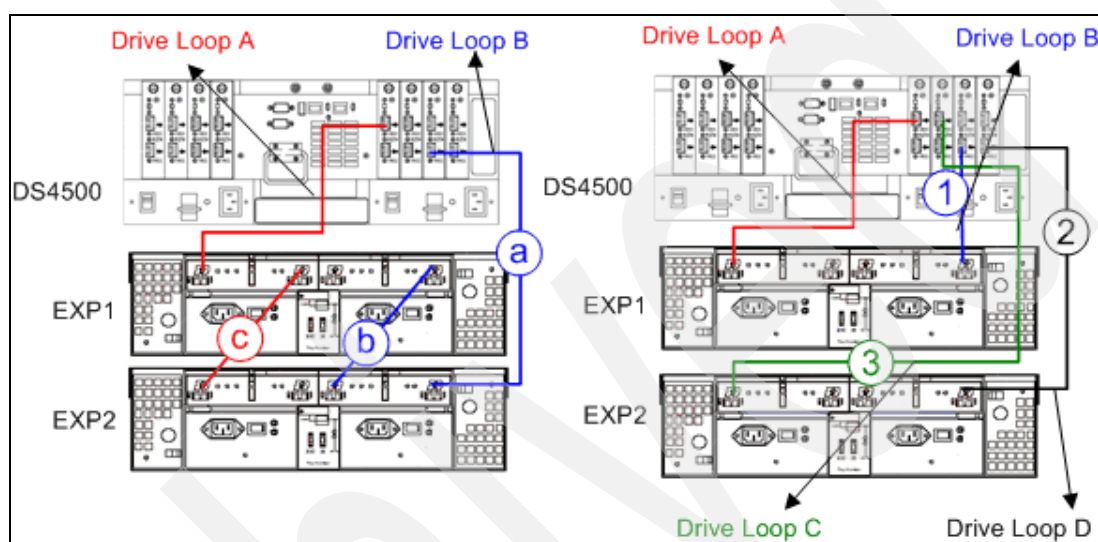 Drive Loop A
Drive Loop B
DS4500
a
EXP1
c
b
EXP2
Drive Loop A
Drive Loop B
DS4500
1
2
EXP1
3
EXP2
Drive Loop C
Drive Loop D